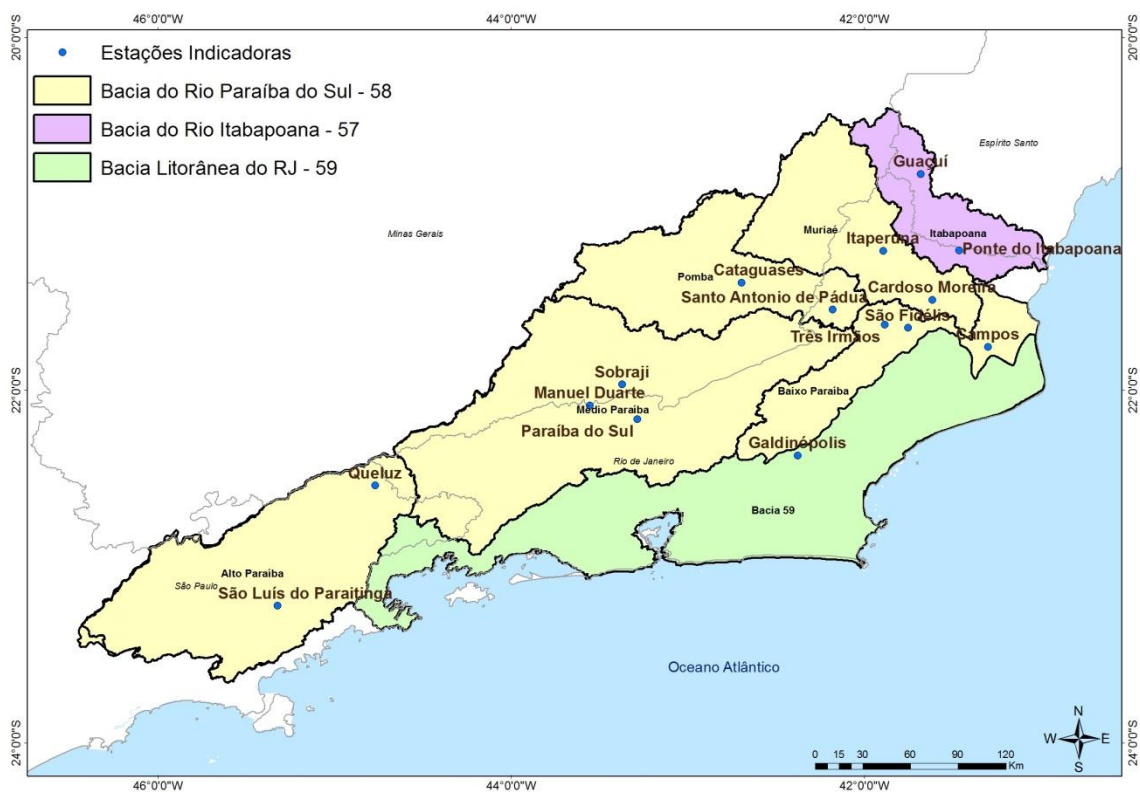 46°0'0"W
44°0'0"W
42°0'0"W
20°0'0"S
20°0'0"S
Estações Indicadoras
Bacia do Rio Paraíba do Sul - 58
Bacia do Rio Itabapoana - 57
Bacia Litorânea do RJ - 59
Espírito Santo
Guaçuí
Minas Gerais
Muriaé
Itabapoana
Itaperuna
Ponte do Itabapoana
Cataguases
Pomba
Cardoso Moreira
Santo Antonio de Pádua
São Fidélis
Três Irmãos
Campos
Sobraji
22°0'0"S
22°0'0"S
Manuel Duarte
Baixo Paraiba
Médio Paraiba
Paraíba do Sul
Galdinópolis
Rio de Janeiro
Queluz
Bacia 59
Alto Paraiba
São Paulo
São Luís do Paraitinga
Oceano Atlântico
N
W
E
S
24°0'0"S
24°0'0"S
0 15 30 60 90 120
Km
46°0'0"W
44°0'0"W
42°0'0"W